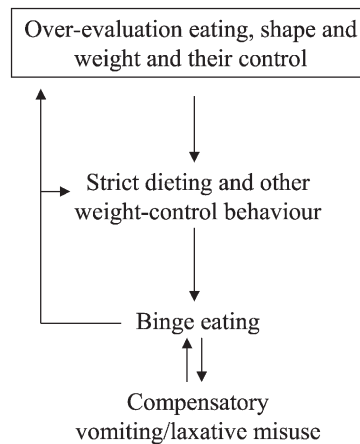 Over-evaluation eating, shape and
weight and their control
Strict dieting and other
weight-control behaviour
Binge eating
Compensatory
vomiting/laxative misuse